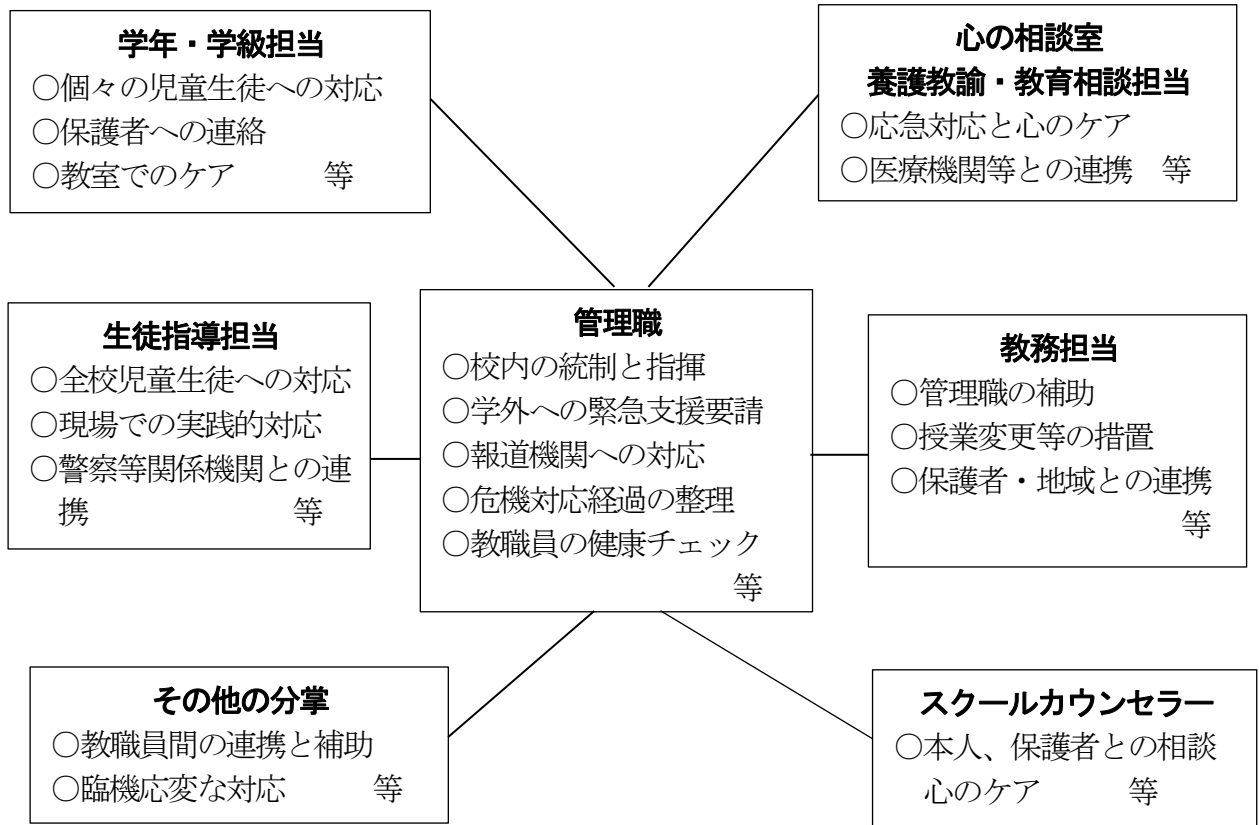 学年・学級担当
○個々の児童生徒への対応
○保護者への連絡
○教室でのケア　　　等
心の相談室
養護教諭・教育相談担当
○応急対応と心のケア
○医療機関等との連携　等
生徒指導担当
○全校児童生徒への対応
○現場での実践的対応
○警察等関係機関との連
携　　　　　　　等
管理職
○校内の統制と指揮
○学外への緊急支援要請
○報道機関への対応
○危機対応経過の整理
○教職員の健康チェック
等
教務担当
○管理職の補助
○授業変更等の措置
○保護者・地域との連携
等
その他の分掌
○教職員間の連携と補助
○臨機応変な対応　　　等
スクールカウンセラー
○本人、保護者との相談
心のケア　　　等